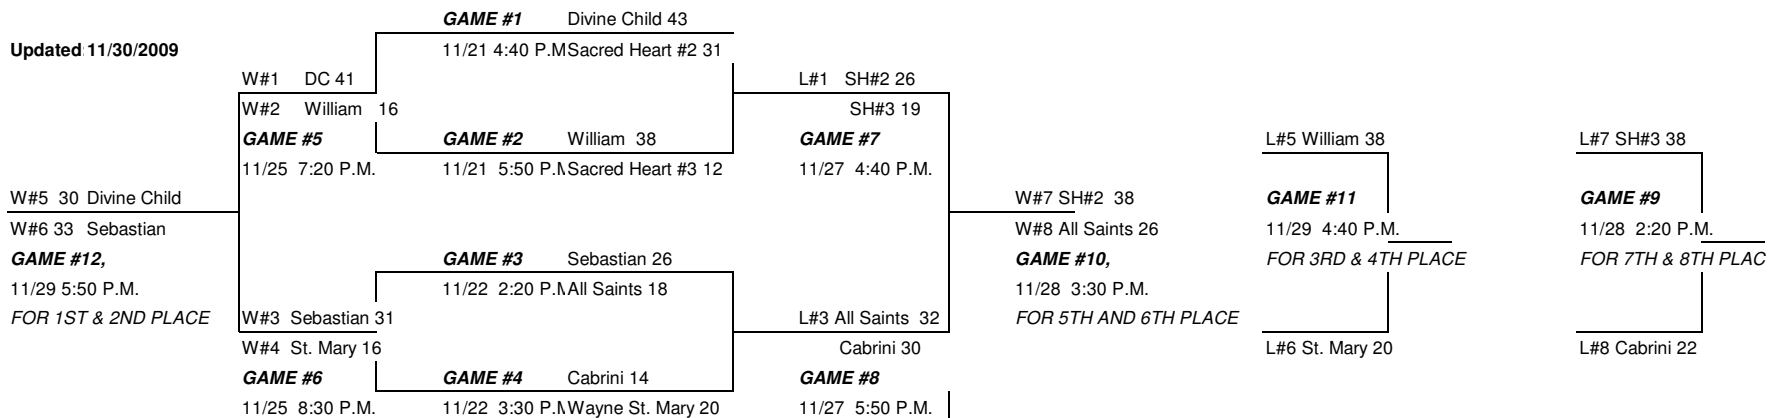 GAME #1 Divine Child 43
Updated 11/30/2009 11/21 4:40 P.M Sacred Heart #2 31
W#1 DC 41 L#1 SH#2 26
W#2 William 16 SH#3 19
GAME #5 GAME #2 William 38 GAME #7 L#5 William 38 L#7 SH#3 38
11/25 7:20 P.M. 11/21 5:50 P.M Sacred Heart #3 12 11/27 4:40 P.M.
W#5 30 Divine Child W#7 SH#2 38 GAME #11 GAME #9
W#6 33 Sebastian W#8 All Saints 26 11/29 4:40 P.M. 11/28 2:20 P.M.
GAME #12, GAME #3 Sebastian 26 GAME #10, FOR 3RD & 4TH PLACE FOR 7TH & 8TH PLAC
11/29 5:50 P.M. 11/22 2:20 P.M All Saints 18 11/28 3:30 P.M.
FOR 1ST & 2ND PLACE W#3 Sebastian 31 L#3 All Saints 32 FOR 5TH AND 6TH PLACE
W#4 St. Mary 16 Cabrini 30 L#6 St. Mary 20 L#8 Cabrini 22
GAME #6 GAME #4 Cabrini 14 GAME #8
11/25 8:30 P.M. 11/22 3:30 P.M Wayne St. Mary 20 11/27 5:50 P.M.